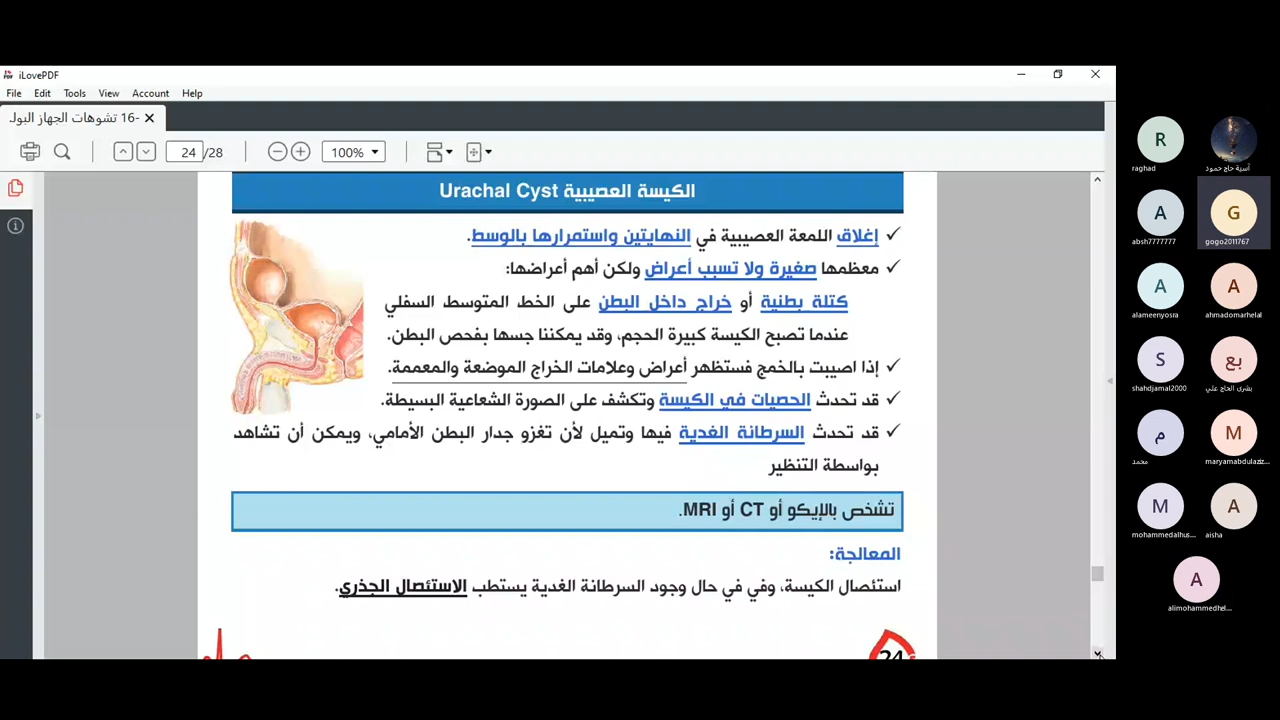 iLovePDF
File Edit Tools View Account Help
-16 تشوهات الجهاز البول
24 /28
100%
الكيسة العصيبية Urachal Cyst
✓ إغلاق اللمعة العصيبية في النهايتين واستمرارها بالوسط.
✓ معظمها صغيرة ولا تسبب أعراض ولكن أهم أعراضها:
كتلة بطنية أو خراج داخل البطن على الخط المتوسط السفلي
عندما تصبح الكيسة كبيرة الحجم، وقد يمكننا جسها بفحص البطن.
✓ إذا اصيبت بالخمج فستظهر أعراض وعلامات الخراج الموضعة والمعممة.
✓ قد تحدث الحصيات في الكيسة وتكشف على الصورة الشعاعية البسيطة.
✓ قد تحدث السرطانة الغدية فيها وتميل لأن تغزو جدار البطن الأمامي، ويمكن أن تشاهد
بواسطة التنظير
تشخص بالإيكو أو CT أو MRI.
المعالجة:
استئصال الكيسة، وفي في حال وجود السرطانة الغدية يستطب الاستئصال الجذري.
24
R
raghad
آسية حاج حمود
A
absh7777777
G
gogo2011767
A
alameenyosra
A
ahmadomarhelal
S
shahdjamal2000
بع
بشرى الحاج علي
م
محمد
M
maryamabdulaziz...
M
mohammedalhus...
A
aisha
A
alimohammedhel...